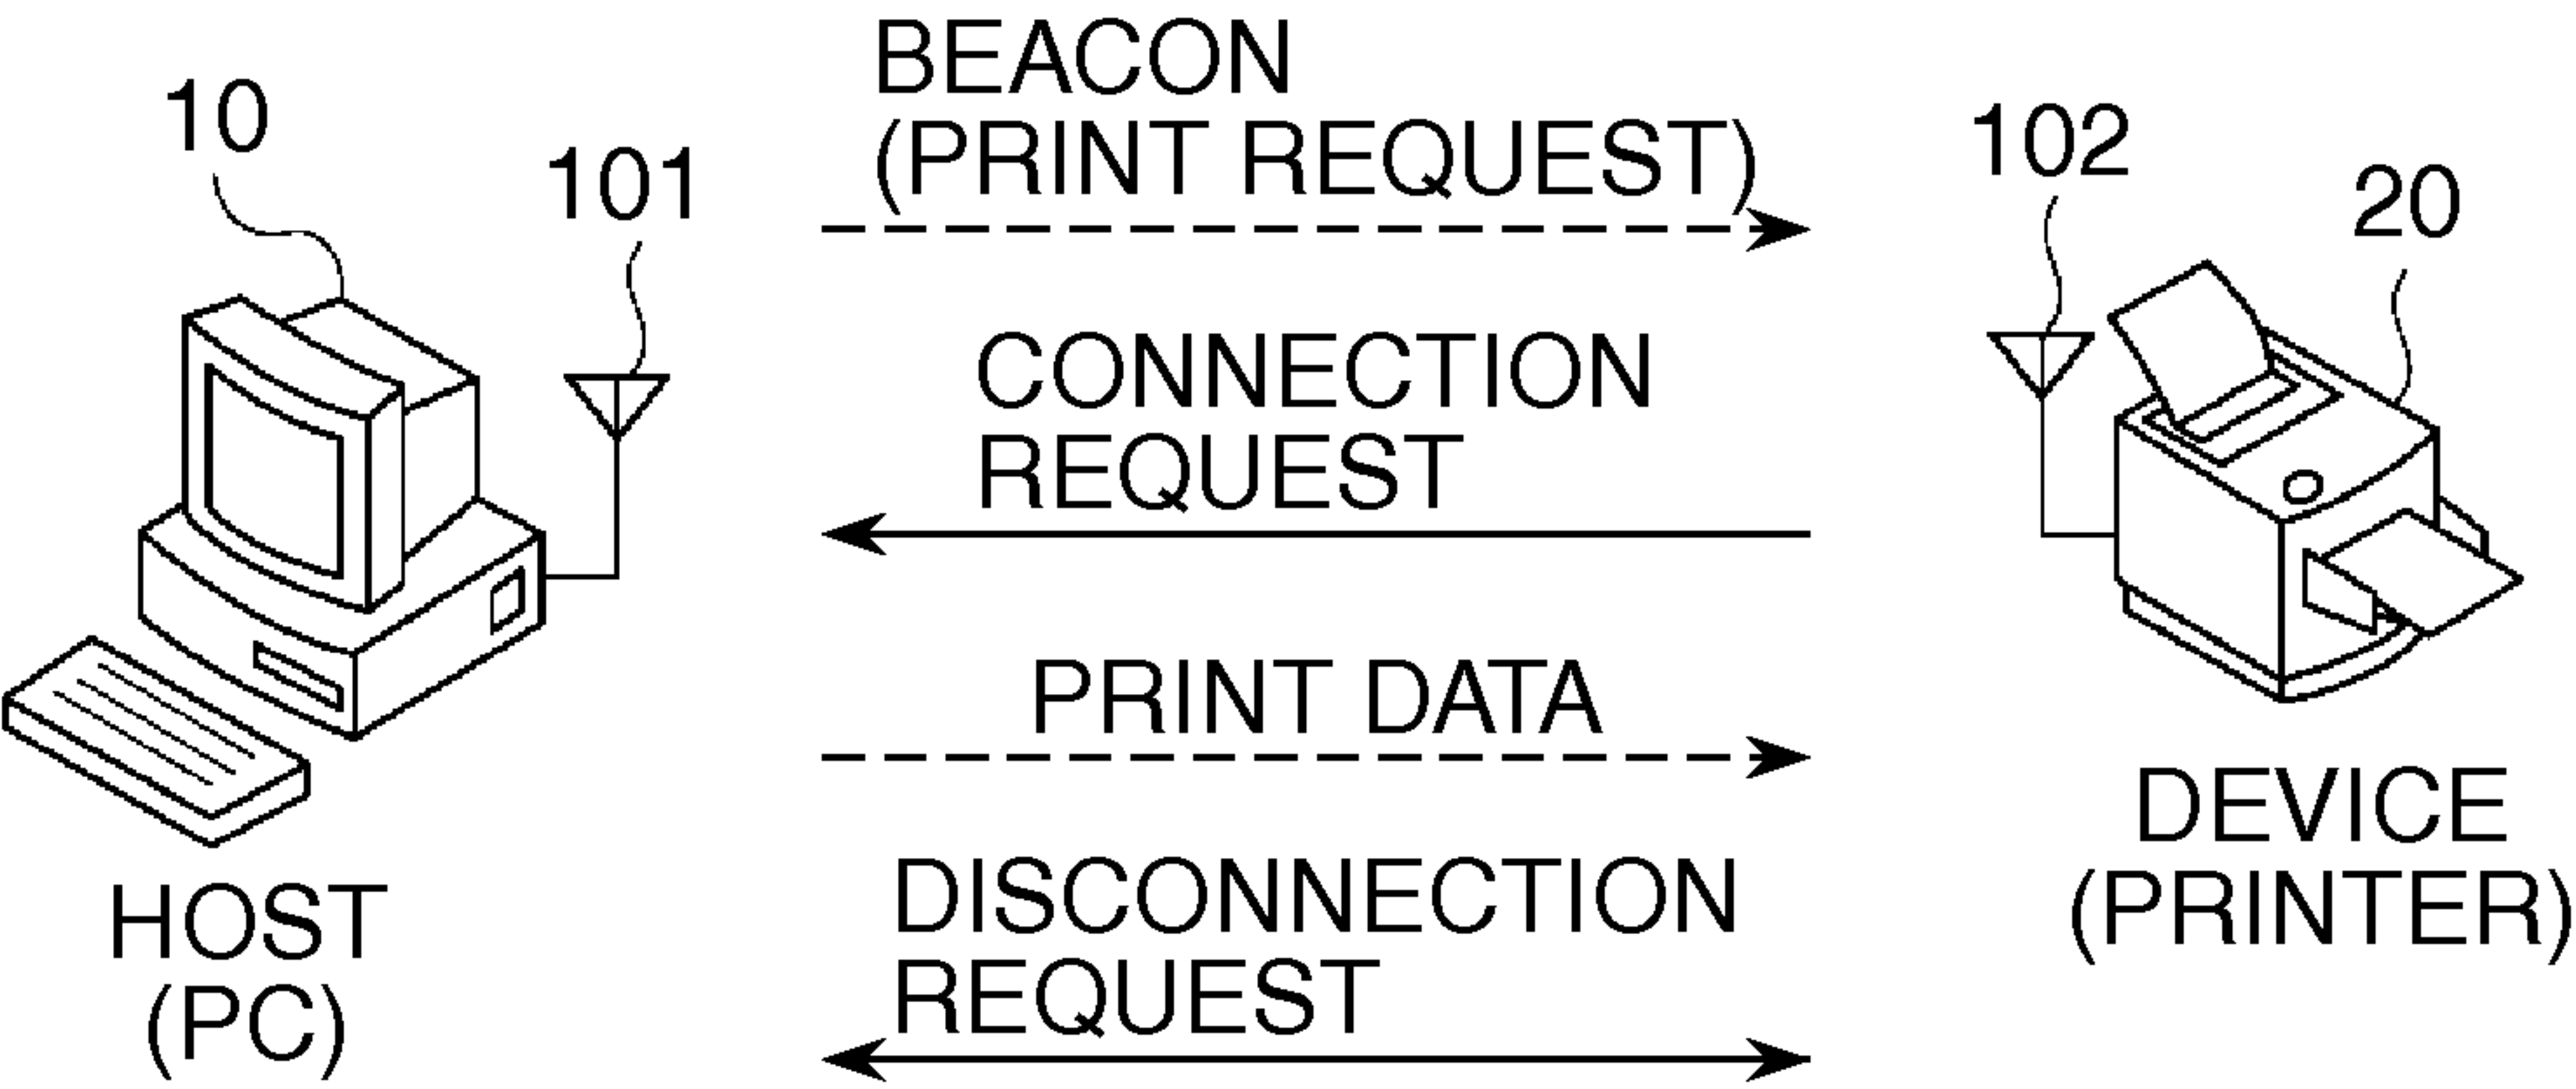 BEACON
(PRINT REQUEST)
10
101
102
20
CONNECTION
REQUEST
PRINT DATA
DISCONNECTION
REQUEST
HOST
(PC)
DEVICE
(PRINTER)